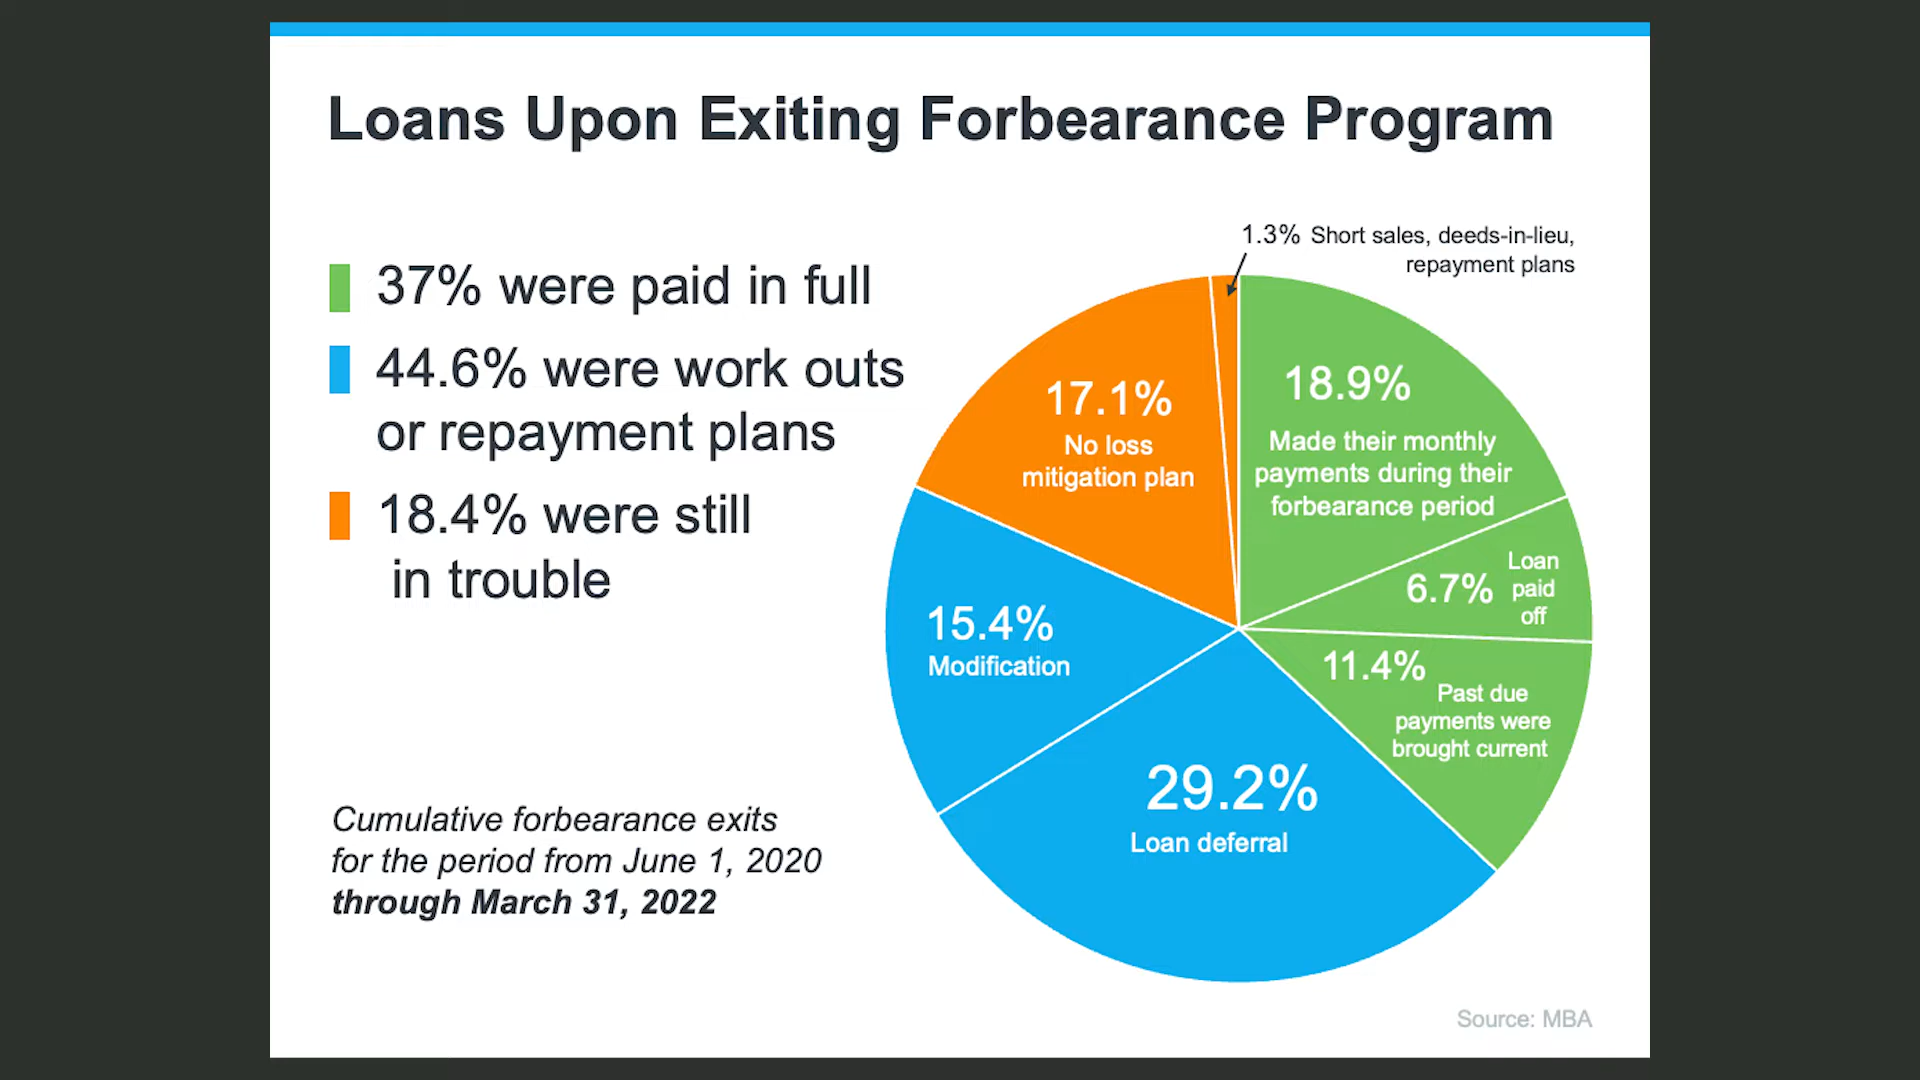 Loans Upon Exiting Forbearance Program
37% were paid in full
44.6% were work outs
or repayment plans
18.4% were still
in trouble
Cumulative forbearance exits
for the period from June 1, 2020
through March 31, 2022
1.3% Short sales, deeds-in-lieu,
repayment plans
18.9%
Made their monthly
payments during their
forbearance period
6.7%
Loan
paid
off
11.4%
Past due
payments were
brought current
29.2%
Loan deferral
15.4%
Modification
17.1%
No loss
mitigation plan
Source: MBA